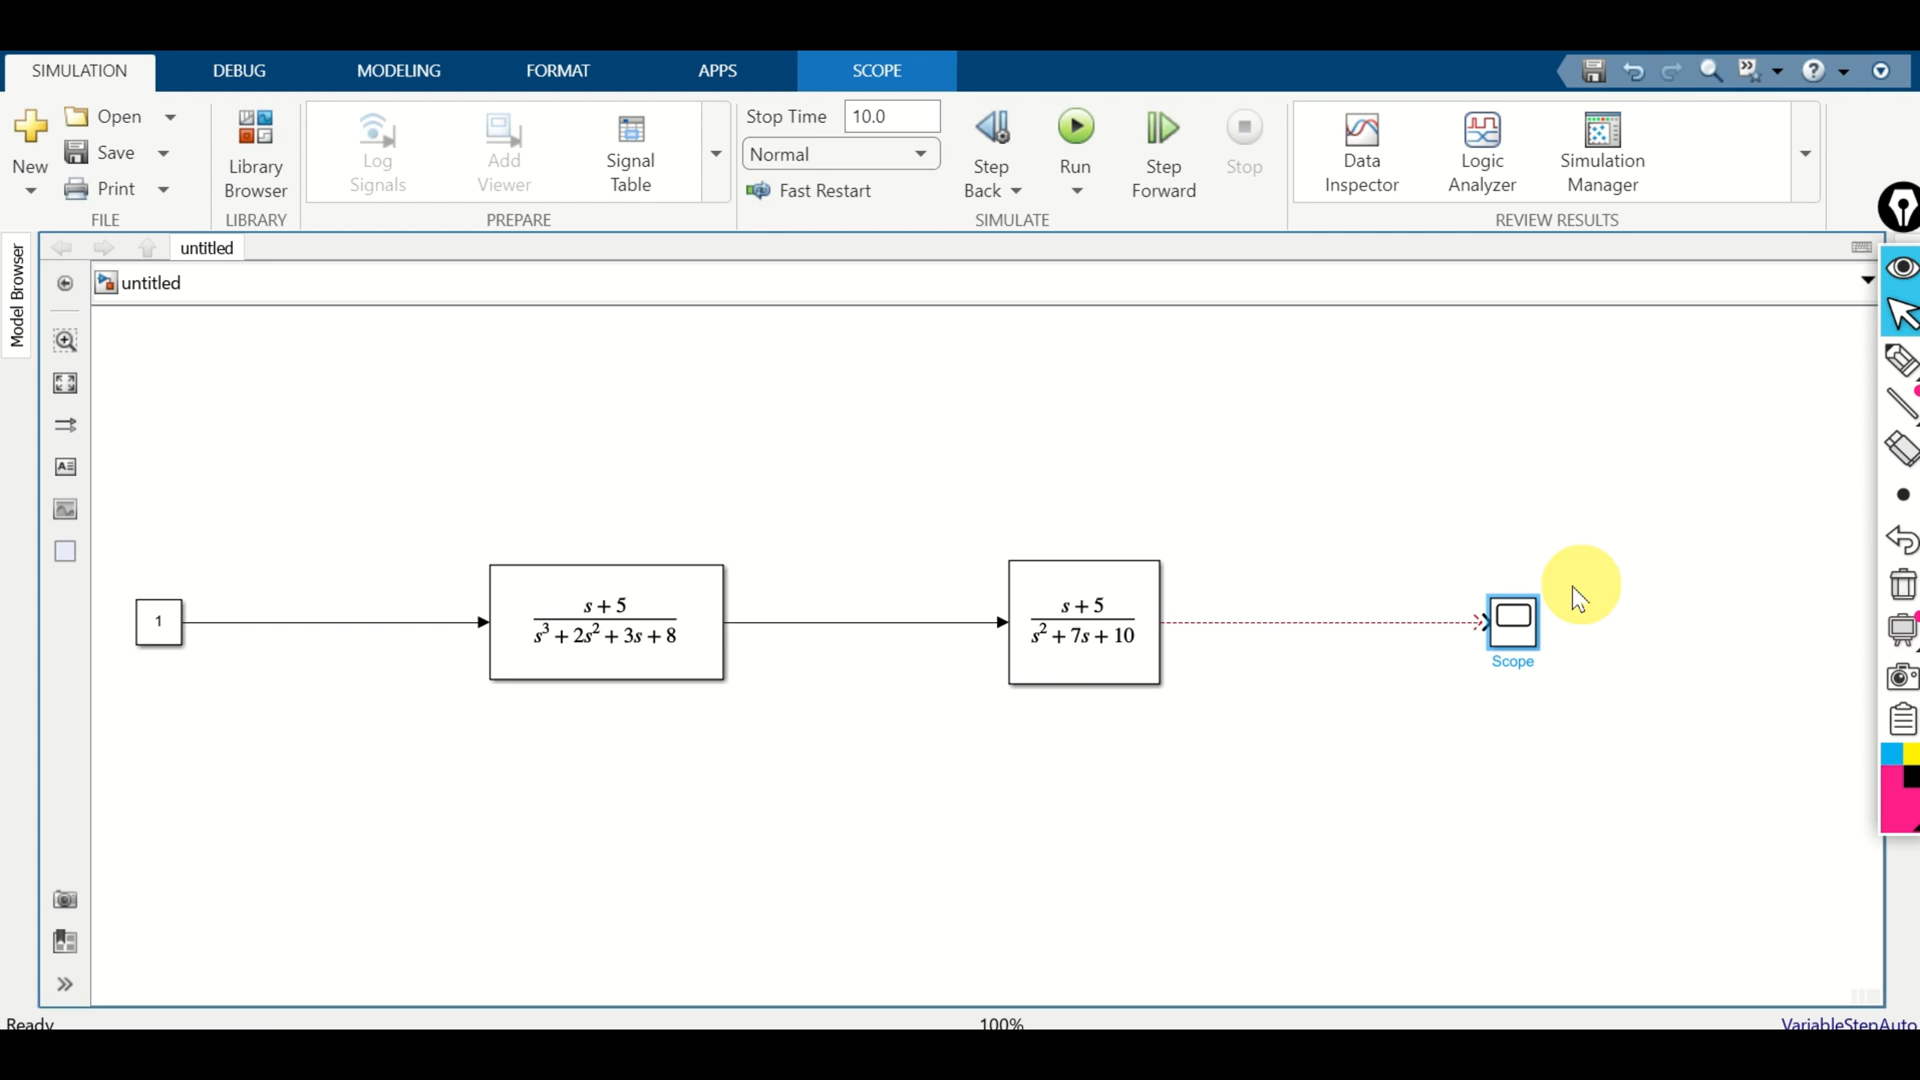 SIMULATION DEBUG MODELING FORMAT APPS SCOPE
New
Open
Save
Print
FILE
Library
Browser
LIBRARY
Log
Signals
Add
Viewer
Signal
Table
PREPARE
Stop Time 10.0
Normal
Fast Restart
Step
Back
Run
Step
Forward
Stop
SIMULATE
Data
Inspector
Logic
Analyzer
Simulation
Manager
REVIEW RESULTS
Model Browser
untitled
untitled
1
s + 5
s³ + 2s² + 3s + 8
s + 5
s² + 7s + 10
Scope
Ready
100%
VariableStepAuto